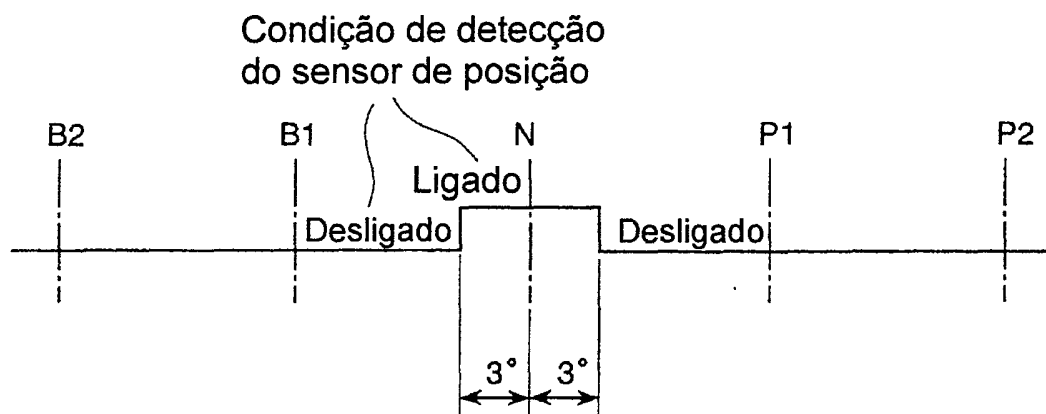 Condição de detecção
do sensor de posição
B2 B1 N P1 P2
Ligado
Desligado Desligado
3° 3°